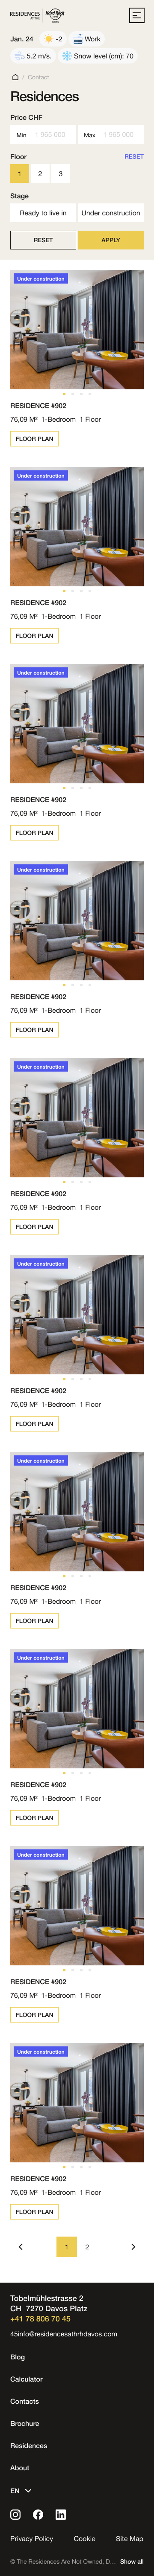 RESIDENCES
AT THE
Hard Rock
HOTEL
Jan. 24 -2 Work
5.2 m/s. Snow level (cm): 70
/ Contact
Residences
Price CHF
Min 1 985 000 Max 1 985 000
Floor RESET
1 2 3
Stage
Ready to live in Under construction
RESET APPLY
Under construction
RESIDENCE #902
76,09 M² 1-Bedroom 1 Floor
FLOOR PLAN
Under construction
RESIDENCE #902
76,09 M² 1-Bedroom 1 Floor
FLOOR PLAN
Under construction
RESIDENCE #902
76,09 M² 1-Bedroom 1 Floor
FLOOR PLAN
Under construction
RESIDENCE #902
76,09 M² 1-Bedroom 1 Floor
FLOOR PLAN
Under construction
RESIDENCE #902
76,09 M² 1-Bedroom 1 Floor
FLOOR PLAN
Under construction
RESIDENCE #902
76,09 M² 1-Bedroom 1 Floor
FLOOR PLAN
Under construction
RESIDENCE #902
76,09 M² 1-Bedroom 1 Floor
FLOOR PLAN
Under construction
RESIDENCE #902
76,09 M² 1-Bedroom 1 Floor
FLOOR PLAN
Under construction
RESIDENCE #902
76,09 M² 1-Bedroom 1 Floor
FLOOR PLAN
Under construction
RESIDENCE #902
76,09 M² 1-Bedroom 1 Floor
FLOOR PLAN
1 2
Tobelmühlestrasse 2
CH 7270 Davos Platz
+41 78 806 70 45
45info@residencesathrhdavos.com
Blog
Calculator
Contacts
Brochure
Residences
About
EN
Privacy Policy Cookie Site Map
© The Residences Are Not Owned, D... Show all